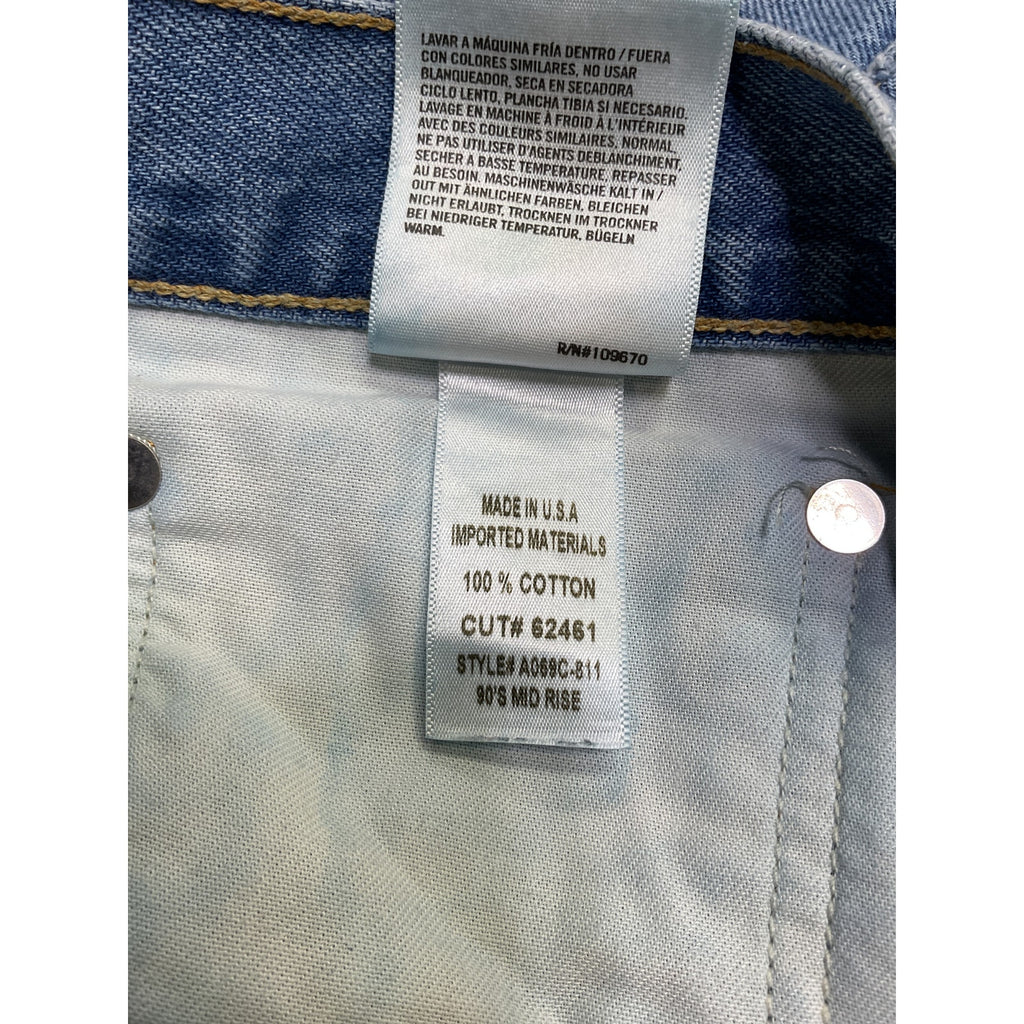 LAVAR A MÁQUINA FRÍA DENTRO / FUERA
CON COLORES SIMILARES, NO USAR
BLANQUEADOR, SECA EN SECADORA
CICLO LENTO, PLANCHA TIBIA SI NECESARIO.
LAVAGE EN MACHINE À FROID À L'INTÉRIEUR
AVEC DES COULEURS SIMILAIRES, NORMAL,
NE PAS UTILISER D'AGENTS DEBLANCHIMENT,
SECHER A BASSE TEMPERATURE, REPASSER
AU BESOIN. MASCHINENWÄSCHE KALT IN /
OUT MIT ÄHNLICHEN FARBEN, BLEICHEN
NICHT ERLAUBT, TROCKNEN IM TROCKNER
BEI NIEDRIGER TEMPERATUR, BÜGELN
WARM.
R/N#109670
MADE IN U.S.A
IMPORTED MATERIALS
100 % COTTON
CUT# 62461
STYLE# A069C-811
90'S MID RISE